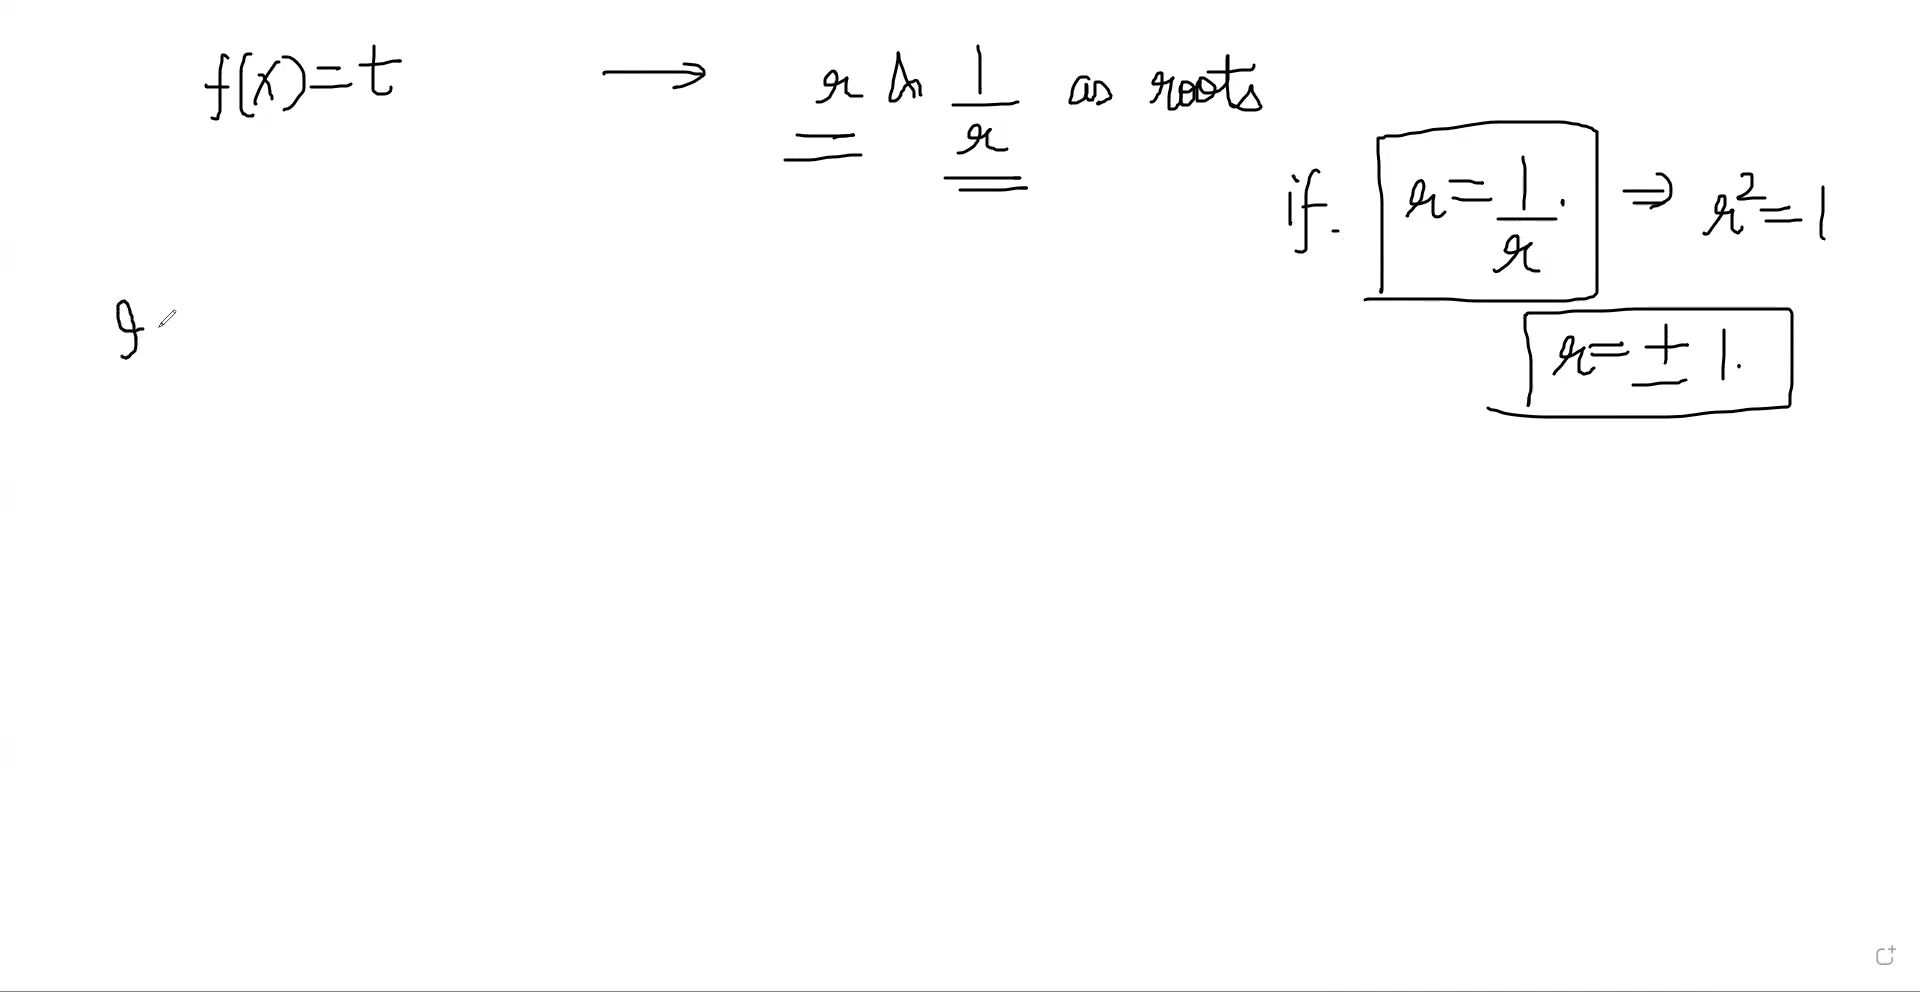 f(x) = t → r & 1/r as roots
if. r = 1/r. ⇒ r² = 1
r = ± 1.